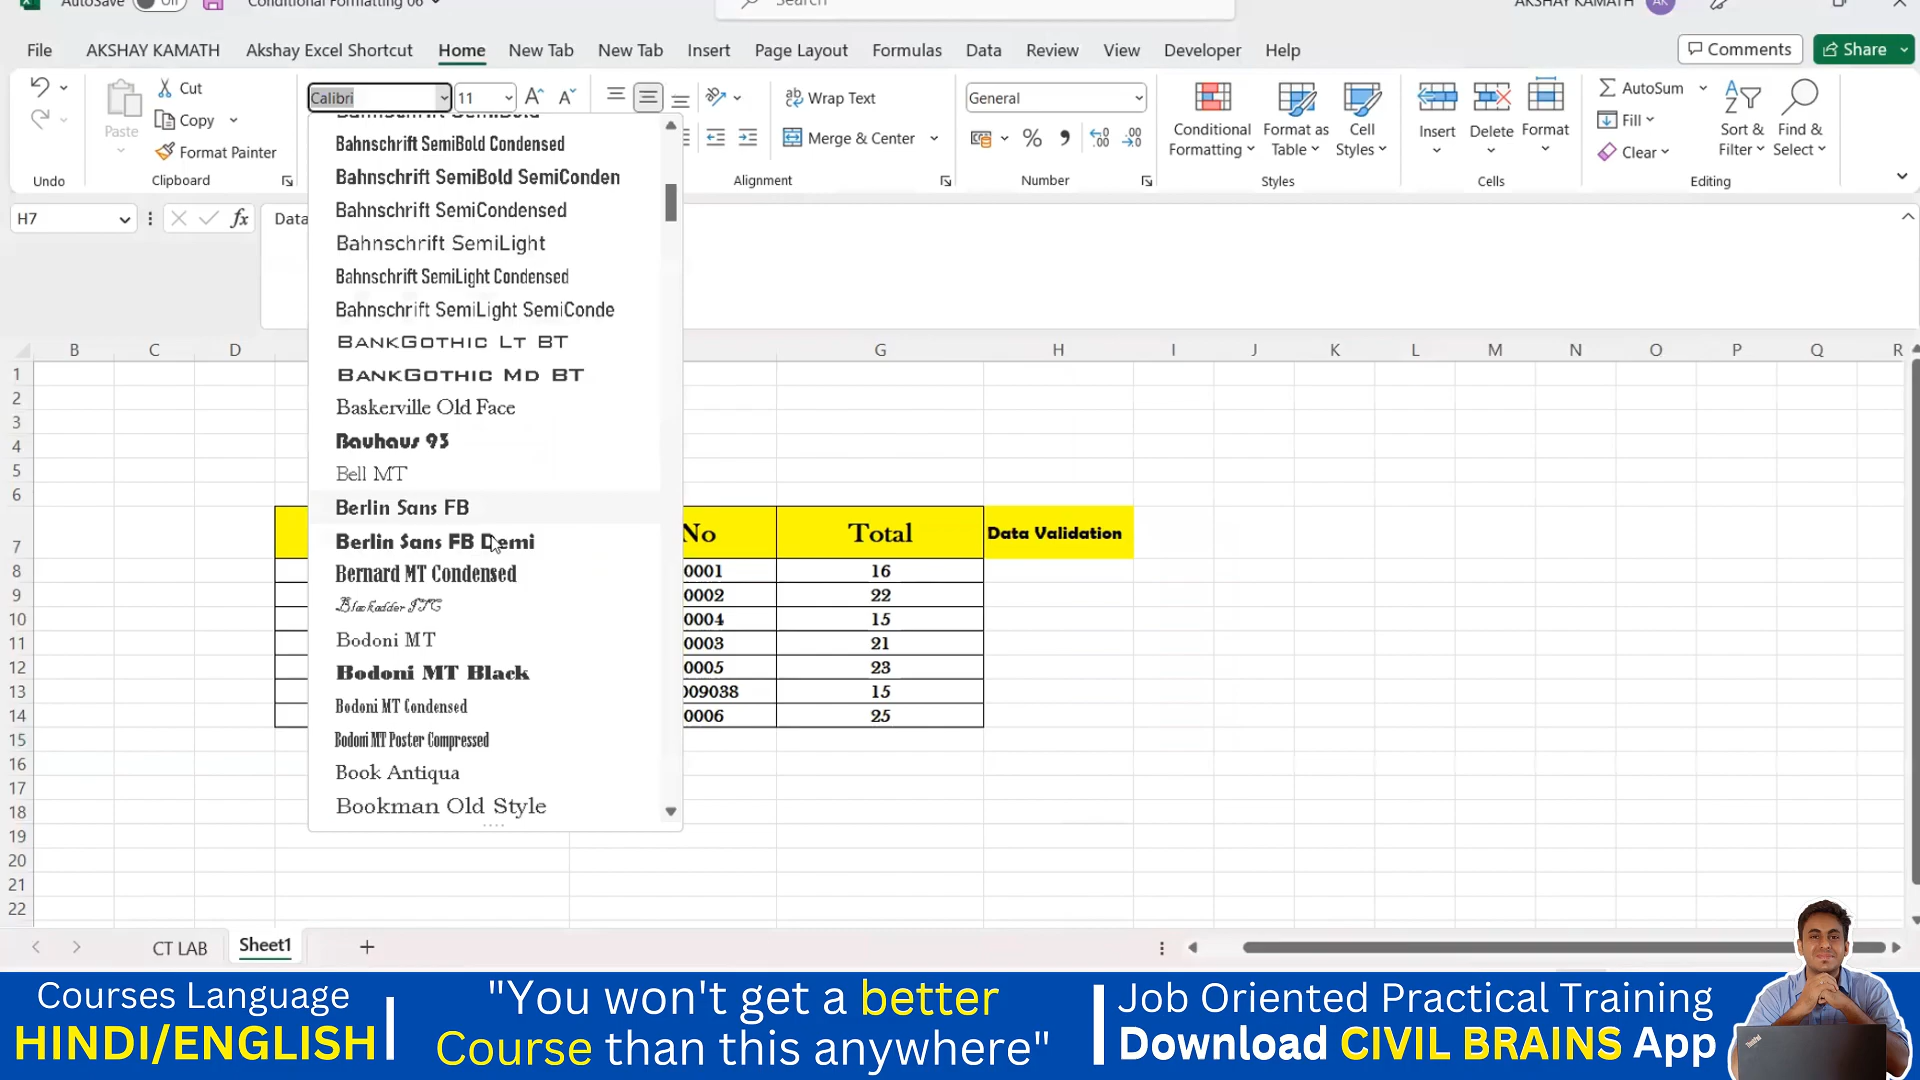 AutoSave Off Conditional Formatting 06 Search AKSHAY KAMATH AK
File AKSHAY KAMATH Akshay Excel Shortcut Home New Tab New Tab Insert Page Layout Formulas Data Review View Developer Help Comments Share
Cut Calibri 11 Wrap Text General AutoSum
Copy Fill
Paste Format Painter Merge & Center Conditional Formatting Format as Table Cell Styles Insert Delete Format Clear Sort & Filter Find & Select
Undo Clipboard Alignment Number Styles Cells Editing
H7 fx Data
Bahnschrift SemiBold
Bahnschrift SemiBold Condensed
Bahnschrift SemiBold SemiConden
Bahnschrift SemiCondensed
Bahnschrift SemiLight
Bahnschrift SemiLight Condensed
Bahnschrift SemiLight SemiConde
BankGothic Lt BT
BankGothic Md BT
Baskerville Old Face
Bauhaus 93
Bell MT
Berlin Sans FB
Berlin Sans FB Demi
Bernard MT Condensed
Blackadder ITC
Bodoni MT
Bodoni MT Black
Bodoni MT Condensed
Bodoni MT Poster Compressed
Book Antiqua
Bookman Old Style
B C D G H I J K L M N O P Q R
1
2
3
4
5
6
7 No Total Data Validation
8 0001 16
9 0002 22
10 0004 15
11 0003 21
12 0005 23
13 009038 15
14 0006 25
15
16
17
18
19
20
21
22
CT LAB Sheet1 +
Courses Language
HINDI/ENGLISH
"You won't get a better
Course than this anywhere"
Job Oriented Practical Training
Download CIVIL BRAINS App